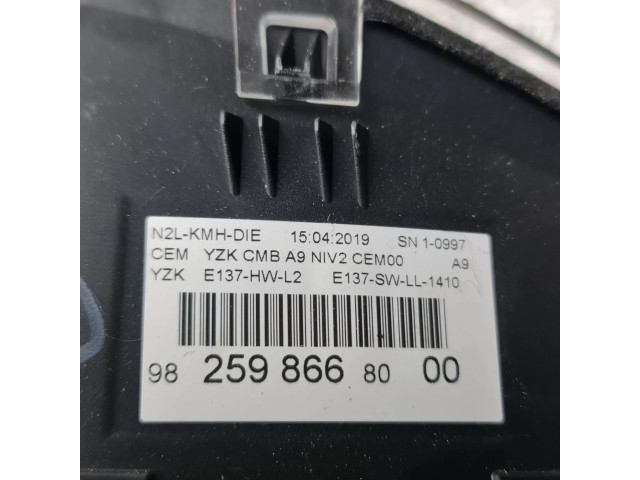 N2L-KMH-DIE 15:04:2019 SN 1-0997
CEM YZK CMB A9 NIV2 CEM00 A9
YZK E137-HW-L2 E137-SW-LL-1410
98 259 866 80 00